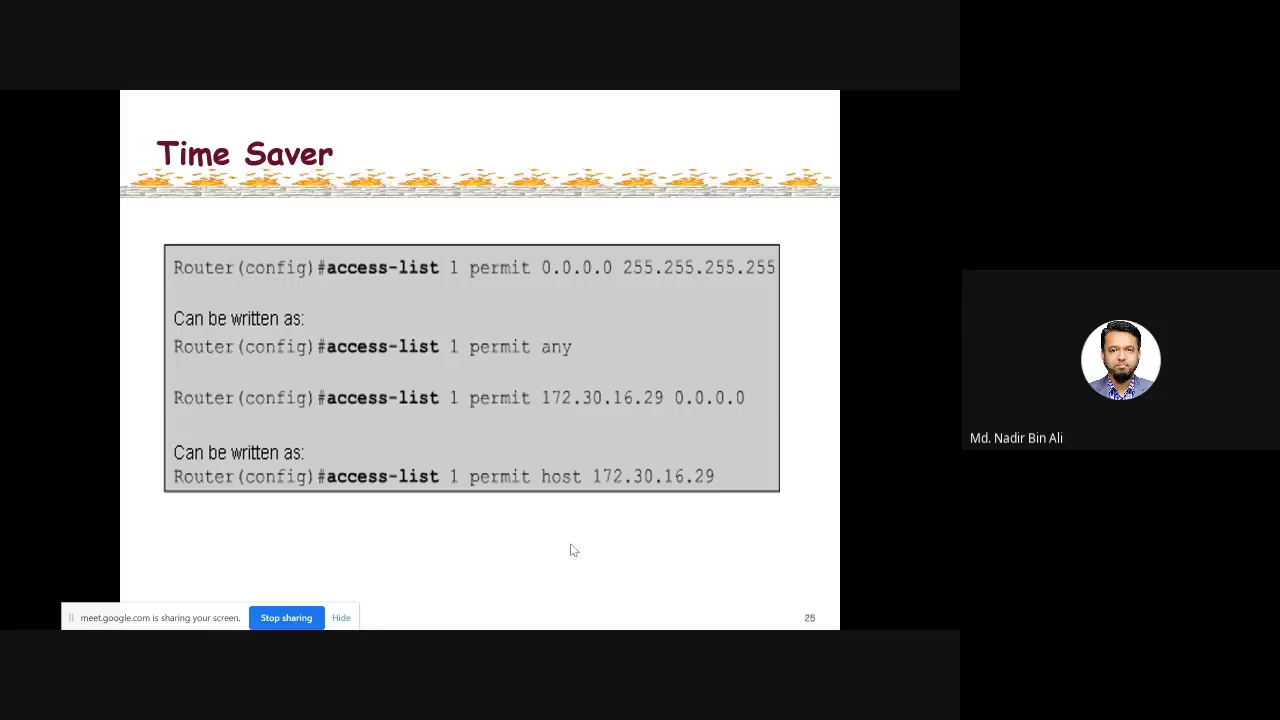 Time Saver
Router(config)#access-list 1 permit 0.0.0.0 255.255.255.255
Can be written as:
Router(config)#access-list 1 permit any
Router(config)#access-list 1 permit 172.30.16.29 0.0.0.0
Can be written as:
Router(config)#access-list 1 permit host 172.30.16.29
Md. Nadir Bin Ali
meet.google.com is sharing your screen.
Stop sharing
Hide
25